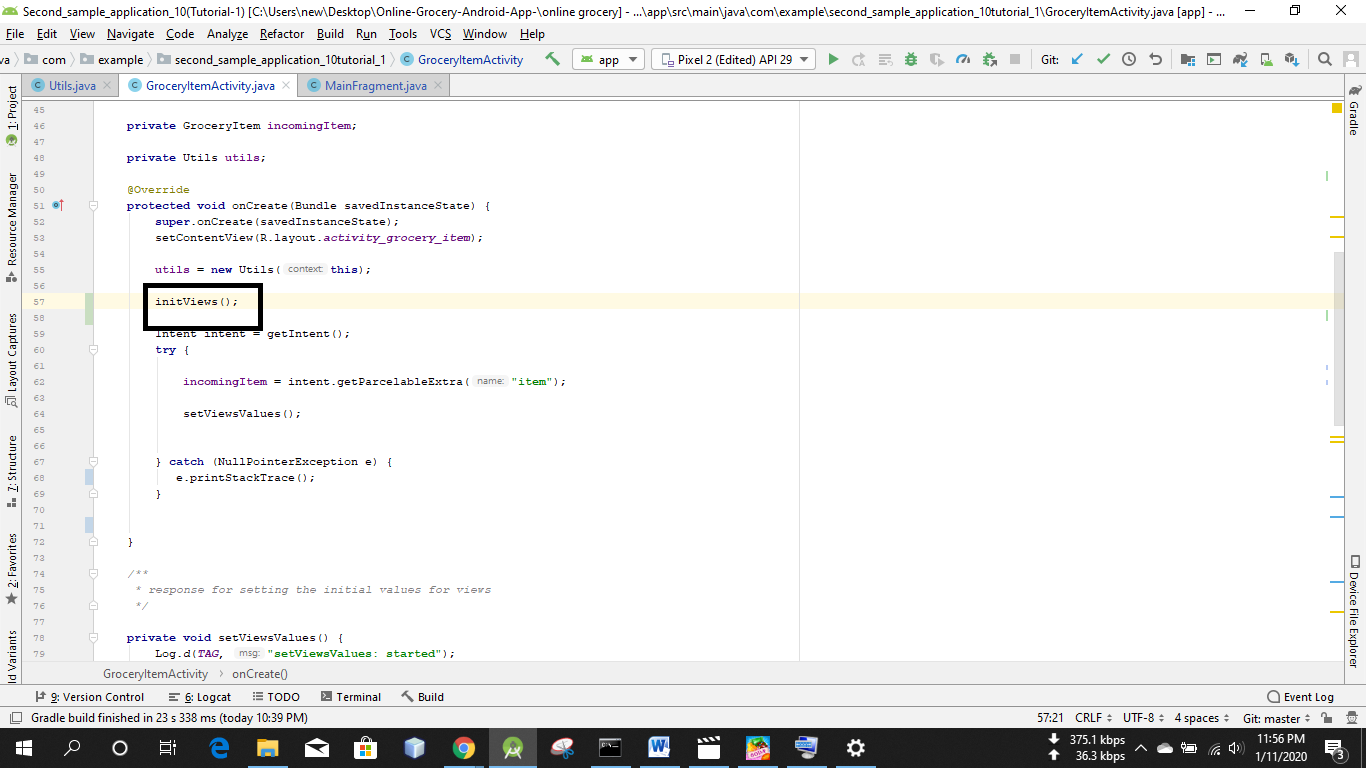 Second_sample_application_10(Tutorial-1) [C:\Users\new\Desktop\Online-Grocery-Android-App-\online grocery] - ...\app\src\main\java\com\example\second_sample_application_10tutorial_1\GroceryItemActivity.java [app] - ...
File Edit View Navigate Code Analyze Refactor Build Run Tools VCS Window Help
va com example second_sample_application_10tutorial_1 GroceryItemActivity app Pixel 2 (Edited) API 29 Git:
Utils.java GroceryItemActivity.java MainFragment.java
1: Project
Resource Manager
Layout Captures
7: Structure
2: Favorites
ld Variants
45
46 private GroceryItem incomingItem;
47
48 private Utils utils;
49
50 @Override
51 protected void onCreate(Bundle savedInstanceState) {
52 super.onCreate(savedInstanceState);
53 setContentView(R.layout.activity_grocery_item);
54
55 utils = new Utils( context: this);
56
57 initViews();
58
59 Intent intent = getIntent();
60 try {
61
62 incomingItem = intent.getParcelableExtra( name: "item");
63
64 setViewsValues();
65
66
67 } catch (NullPointerException e) {
68 e.printStackTrace();
69 }
70
71
72 }
73
74 /**
75 * response for setting the initial values for views
76 */
77
78 private void setViewsValues() {
79 Log.d(TAG, msg: "setViewsValues: started");
Gradle
Device File Explorer
GroceryItemActivity onCreate()
9: Version Control 6: Logcat TODO Terminal Build Event Log
Gradle build finished in 23 s 338 ms (today 10:39 PM) 57:21 CRLF UTF-8 4 spaces Git: master
375.1 kbps
36.3 kbps
11:56 PM
1/11/2020
3